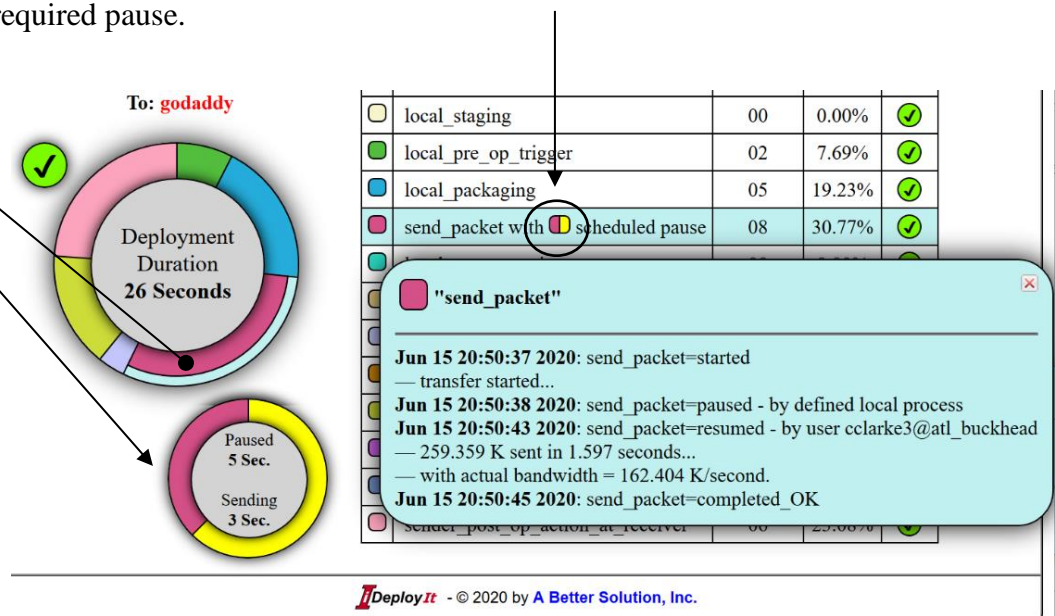 required pause.
To: godaddy
Deployment
Duration
26 Seconds
Paused
5 Sec.
Sending
3 Sec.
local_staging 00 0.00%
local_pre_op_trigger 02 7.69%
local_packaging 05 19.23%
send_packet with scheduled pause 08 30.77%
"send_packet"
Jun 15 20:50:37 2020: send_packet=started
— transfer started...
Jun 15 20:50:38 2020: send_packet=paused - by defined local process
Jun 15 20:50:43 2020: send_packet=resumed - by user cclarke3@atl_buckhead
— 259.359 K sent in 1.597 seconds...
— with actual bandwidth = 162.404 K/second.
Jun 15 20:50:45 2020: send_packet=completed_OK
sender_post_op_action_at_receiver
IDeployIt - © 2020 by A Better Solution, Inc.